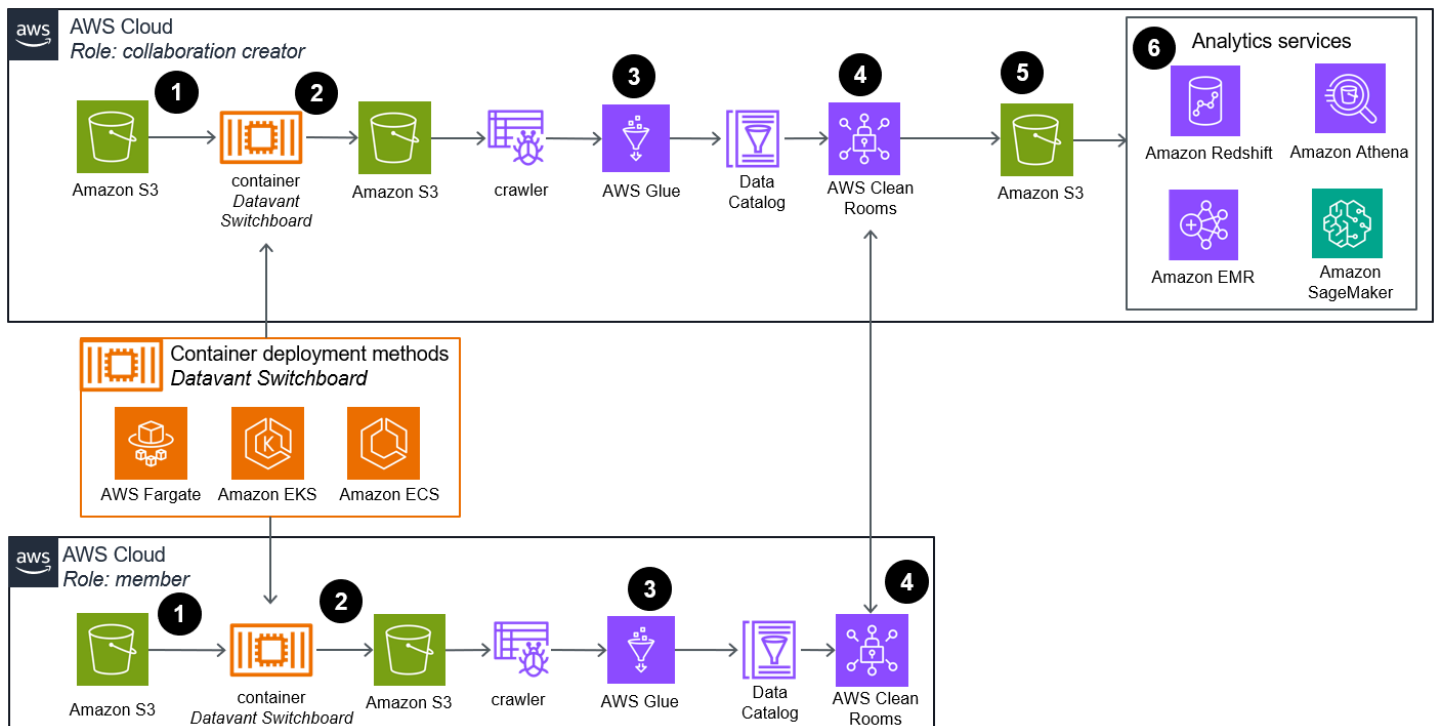 aws
AWS Cloud
Role: collaboration creator
1
2
3
4
5
6
Analytics services
Amazon S3
container
Datavant
Switchboard
Amazon S3
crawler
AWS Glue
Data
Catalog
AWS Clean
Rooms
Amazon S3
Amazon Redshift
Amazon Athena
Amazon EMR
Amazon
SageMaker
Container deployment methods
Datavant Switchboard
K
AWS Fargate
Amazon EKS
Amazon ECS
aws
AWS Cloud
Role: member
1
2
3
4
Amazon S3
container
Datavant Switchboard
Amazon S3
crawler
AWS Glue
Data
Catalog
AWS Clean
Rooms